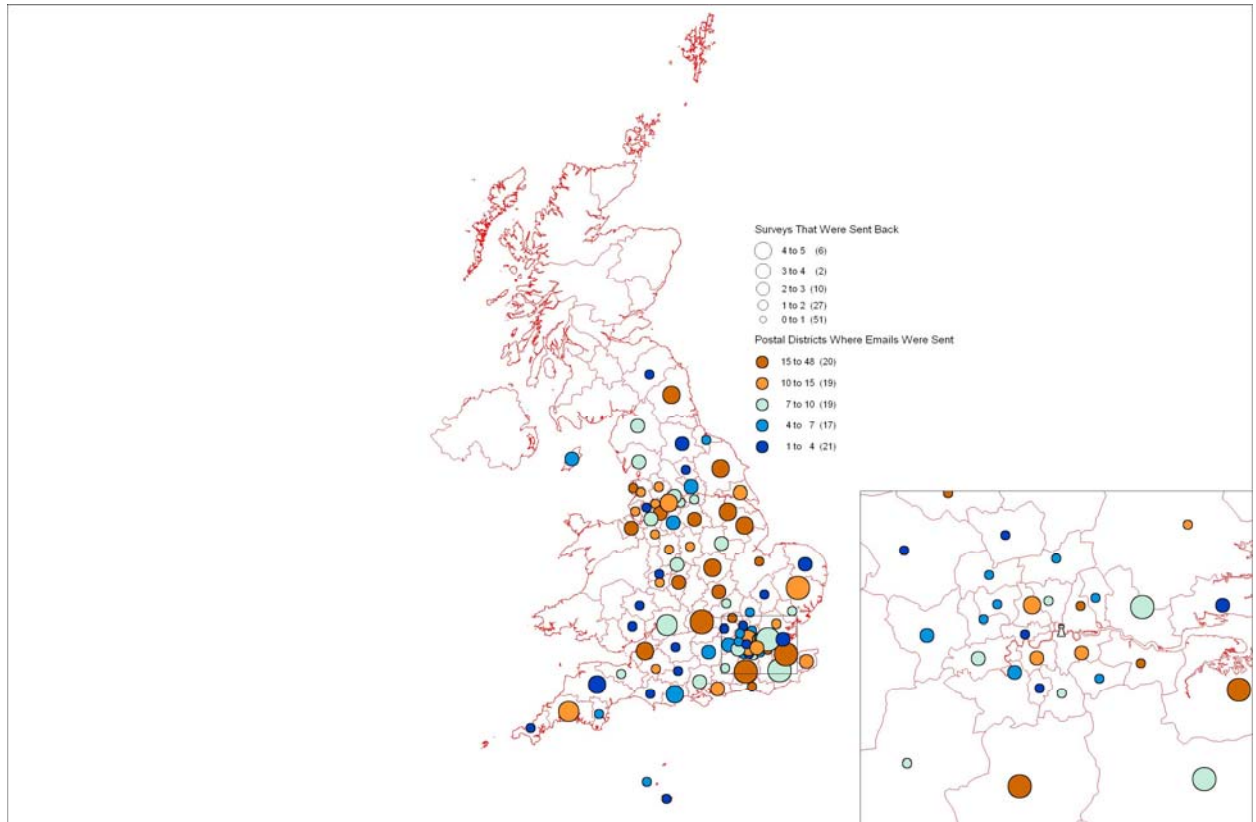 Surveys That Were Sent Back
4 to 5 (6)
3 to 4 (2)
2 to 3 (10)
1 to 2 (27)
0 to 1 (51)
Postal Districts Where Emails Were Sent
15 to 48 (20)
10 to 15 (19)
7 to 10 (19)
4 to 7 (17)
1 to 4 (21)